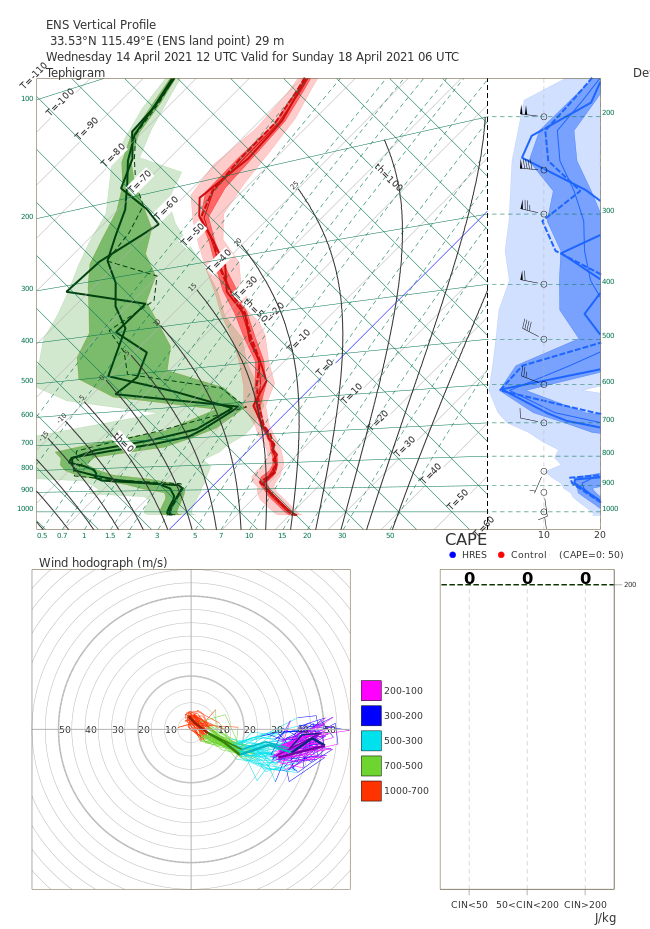 ENS Vertical Profile
33.53°N 115.49°E (ENS land point) 29 m
Wednesday 14 April 2021 12 UTC Valid for Sunday 18 April 2021 06 UTC
Tephigram
De
T=-110
T=-100
T=-90
T=-80
T=-70
T=-60
T=-50
T=-40
T=-30
T=-20
T=-10
T=0
T=10
T=20
T=30
T=40
T=50
T=60
th=100
th=50
th=0
100
200
300
400
500
600
700
800
900
1000
25
20
15
10
5
0.5 0.7 1 1.5 2 3 5 7 10 15 20 30 50
200
300
400
500
600
700
800
900
1000
10 20
CAPE
HRES Control (CAPE=0: 50)
0 0 0
200
CIN<50 50<CIN<200 CIN>200
J/kg
Wind hodograph (m/s)
50 40 30 20 10 10 20 30 40 50
200-100
300-200
500-300
700-500
1000-700